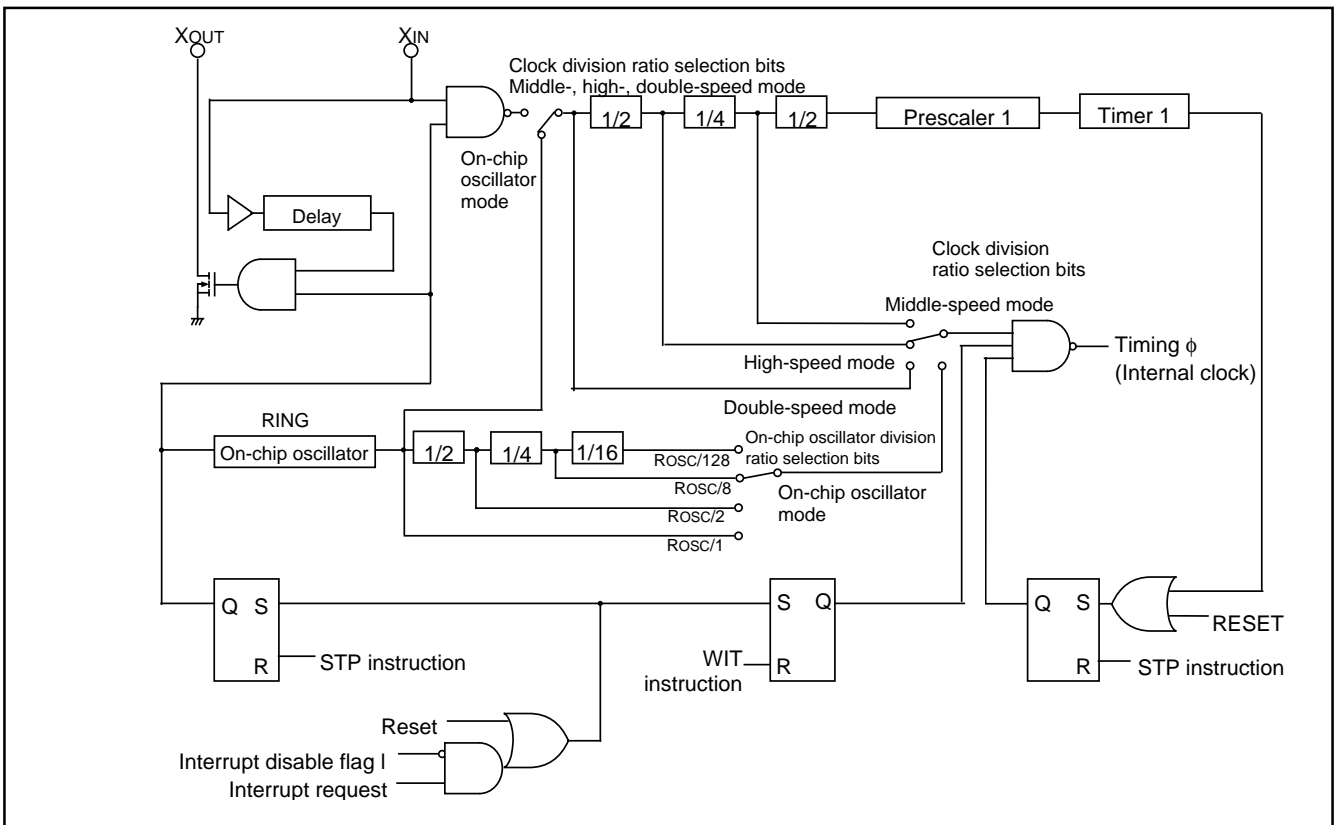 XOUT
XIN
Clock division ratio selection bits
Middle-, high-, double-speed mode
1/2
1/4
1/2
Prescaler 1
Timer 1
On-chip
oscillator
mode
Delay
Clock division
ratio selection bits
Middle-speed mode
Timing ϕ
(Internal clock)
High-speed mode
Double-speed mode
RING
On-chip oscillator
1/2
1/4
1/16
On-chip oscillator division
ratio selection bits
ROSC/128
ROSC/8
On-chip oscillator
mode
ROSC/2
ROSC/1
Q S
R
STP instruction
S Q
R
WIT
instruction
Q S
R
RESET
STP instruction
Reset
Interrupt disable flag I
Interrupt request